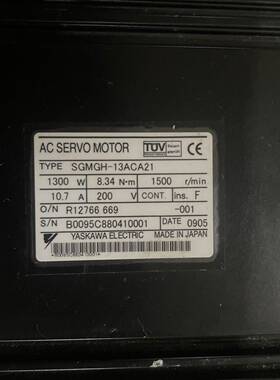 AC SERVO MOTOR TÜV CE
TYPE SGMGH-13ACA21
1300 W 8.34 N·m 1500 r/min
10.7 A 200 V CONT. ins. F
O/N R12766 669 -001
S/N B0095C880410001 DATE 0905
YASKAWA ELECTRIC MADE IN JAPAN